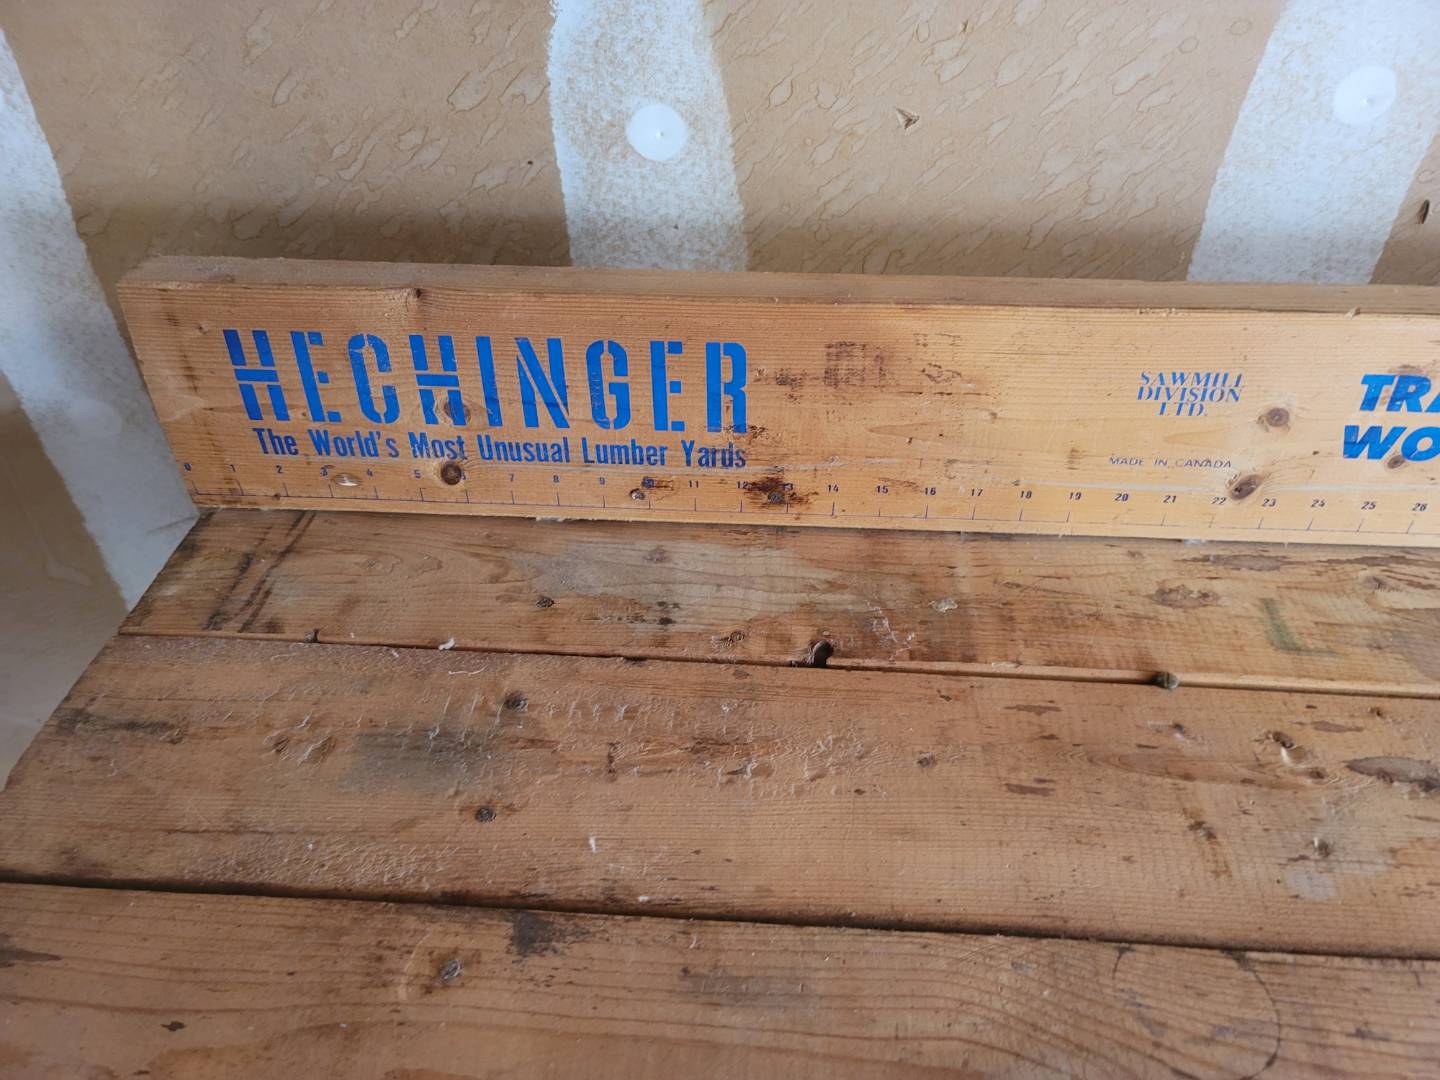 HECHINGER
The World's Most Unusual Lumber Yards
SAWMILL
DIVISION
LTD.
MADE IN CANADA
TRA
WO
0 1 2 3 4 5 6 7 8 9 10 11 12 13 14 15 16 17 18 19 20 21 22 23 24 25 26